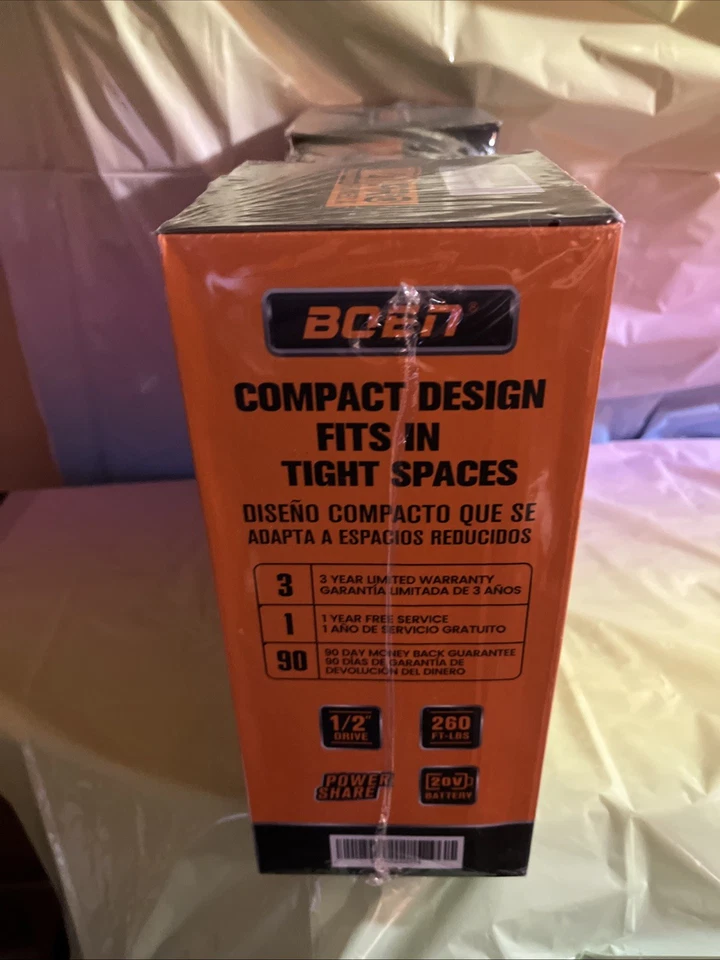 BOEN®
COMPACT DESIGN
FITS IN
TIGHT SPACES
DISEÑO COMPACTO QUE SE
ADAPTA A ESPACIOS REDUCIDOS
3
3 YEAR LIMITED WARRANTY
GARANTÍA LIMITADA DE 3 AÑOS
1
1 YEAR FREE SERVICE
1 AÑO DE SERVICIO GRATUITO
90
90 DAY MONEY BACK GUARANTEE
90 DÍAS DE GARANTÍA DE
DEVOLUCIÓN DEL DINERO
1/2"
DRIVE
260
FT-LBS
POWER
SHARE
20V
BATTERY